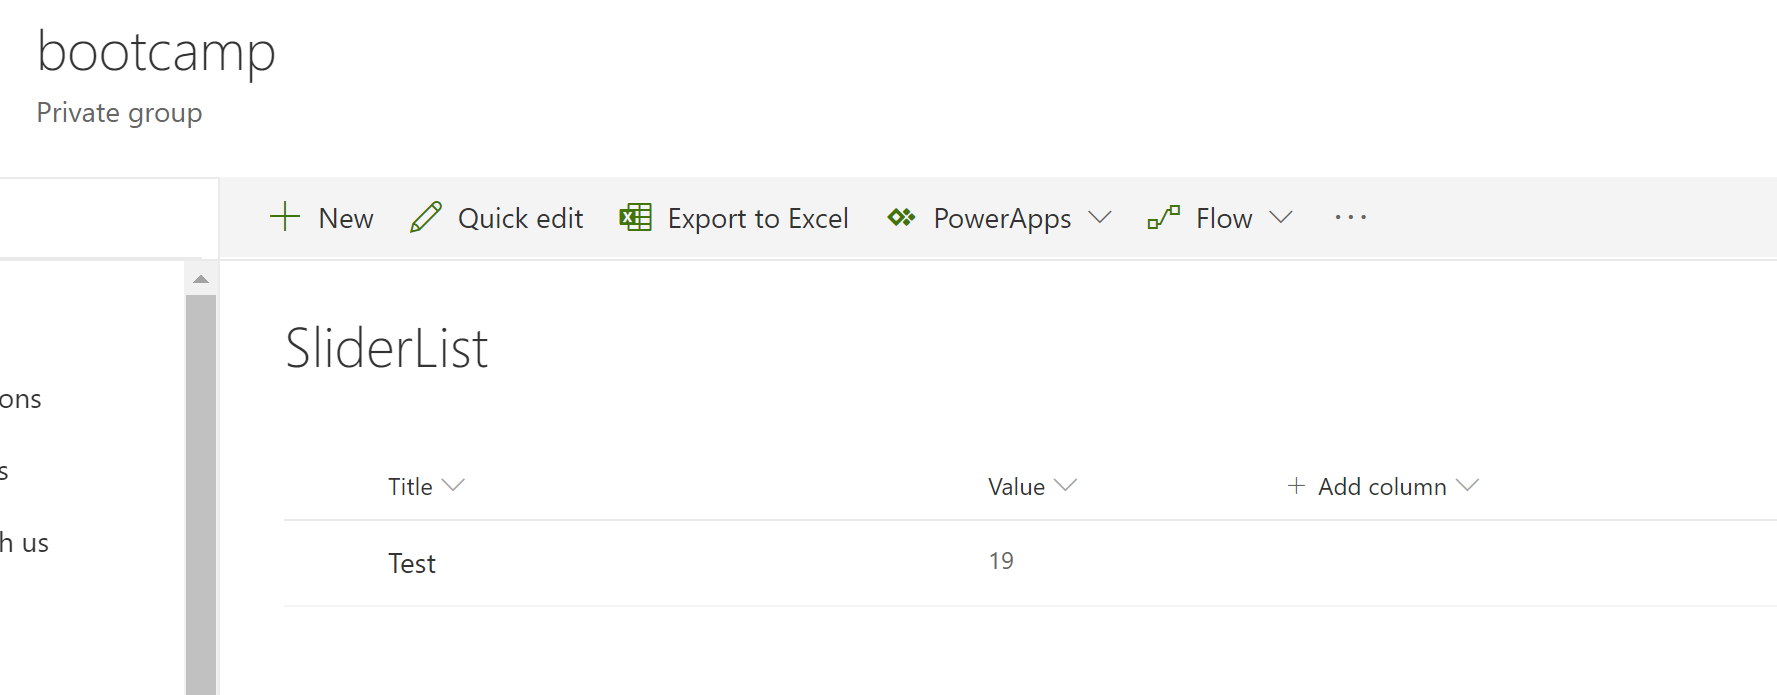 bootcamp
Private group
New Quick edit Export to Excel PowerApps Flow ...
SliderList
ons
s
h us
Title Value + Add column
Test 19